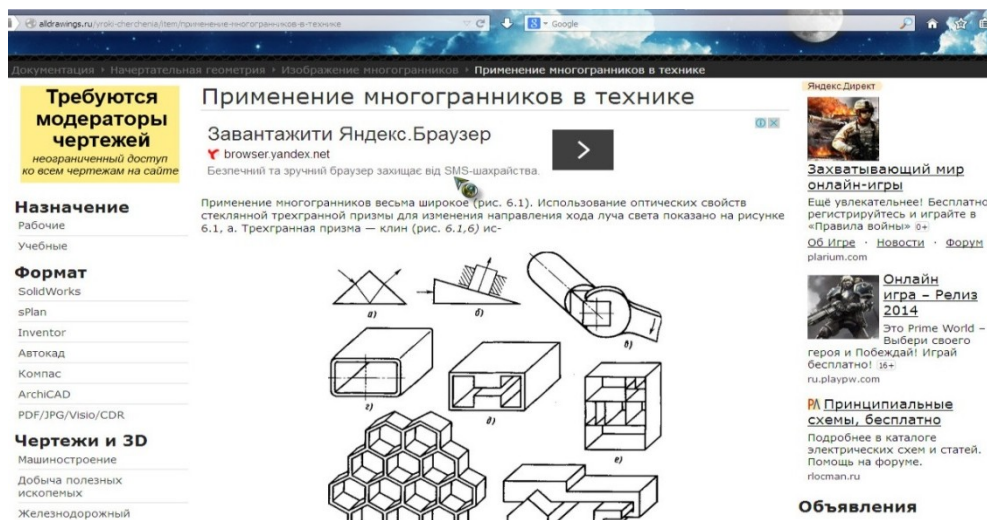 alldrawings.ru/yroki-cherchenia/item/применение-многогранников-в-технике
Google
Документация › Начертательная геометрия › Изображение многогранников › Применение многогранников в технике
Требуются
модераторы
чертежей
неограниченный доступ
ко всем чертежам на сайте
Назначение
Рабочие
Учебные
Формат
SolidWorks
sPlan
Inventor
Автокад
Компас
ArchiCAD
PDF/JPG/Visio/CDR
Чертежи и 3D
Машиностроение
Добыча полезных
ископемых
Железнодорожный
Применение многогранников в технике
Завантажити Яндекс.Браузер
browser.yandex.net
Безпечний та зручний браузер захищає від SMS-шахрайства.
Применение многогранников весьма широкое (рис. 6.1). Использование оптических свойств
стеклянной трехгранной призмы для изменения направления хода луча света показано на рисунке
6.1, а. Трехгранная призма — клин (рис. 6.1,б) ис-
а)
б)
в)
г)
д)
е)
Яндекс.Директ
Захватывающий мир
онлайн-игры
Ещё увлекательнее! Бесплатно
регистрируйтесь и играйте в
«Правила войны» 0+
Об Игре · Новости · Форум
plarium.com
Онлайн
игра – Релиз
2014
Это Prime World –
Выбери своего
героя и Побеждай! Играй
бесплатно! 16+
ru.playpw.com
Принципиальные
схемы, бесплатно
Подробнее в каталоге
электрических схем и статей.
Помощь на форуме.
rlocman.ru
Объявления